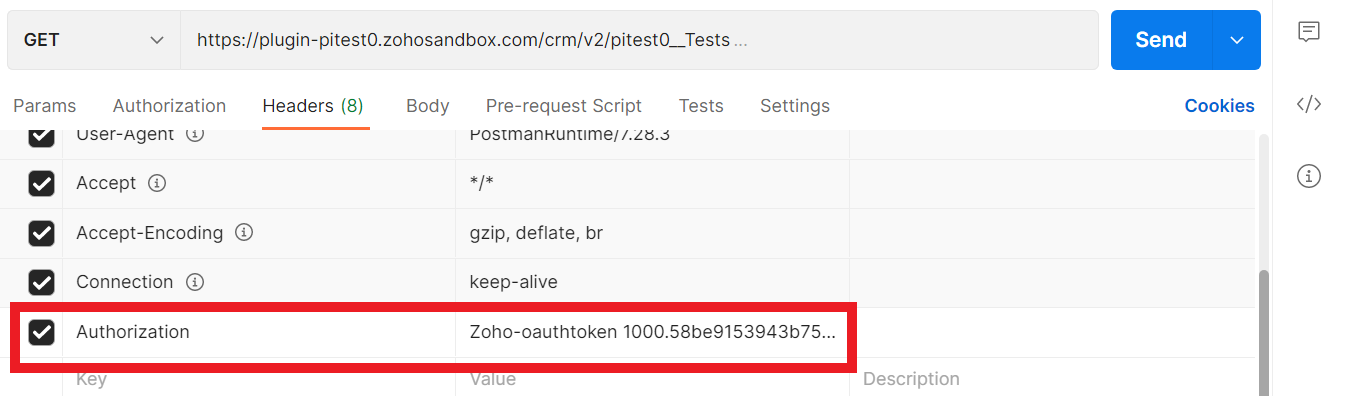 GET https://plugin-pitest0.zohosandbox.com/crm/v2/pitest0__Tests ... Send
Params Authorization Headers (8) Body Pre-request Script Tests Settings Cookies
User-Agent PostmanRuntime/7.28.3
Accept */*
Accept-Encoding gzip, deflate, br
Connection keep-alive
Authorization Zoho-oauthtoken 1000.58be9153943b75...
Key Value Description